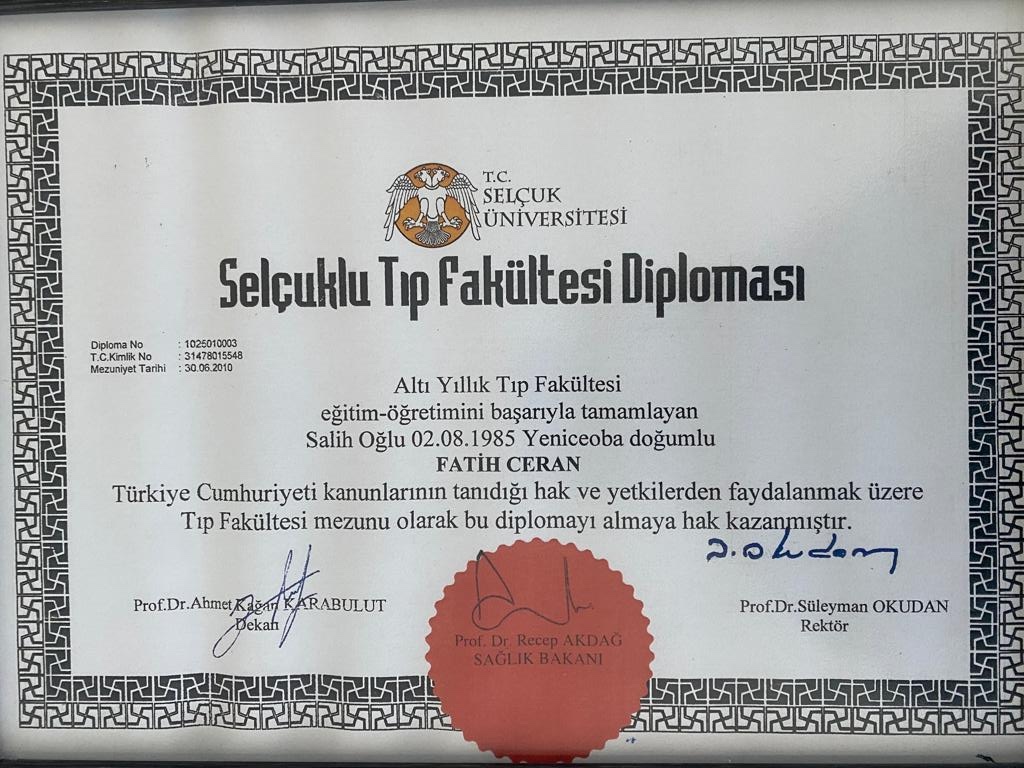 T.C.
SELÇUK
ÜNİVERSİTESİ
Selçuklu Tıp Fakültesi Diploması
Diploma No : 1025010003
T.C.Kimlik No : 31478015548
Mezuniyet Tarihi : 30.06.2010
Altı Yıllık Tıp Fakültesi
eğitim-öğretimini başarıyla tamamlayan
Salih Oğlu 02.08.1985 Yeniceoba doğumlu
FATİH CERAN
Türkiye Cumhuriyeti kanunlarının tanıdığı hak ve yetkilerden faydalanmak üzere
Tıp Fakültesi mezunu olarak bu diplomayı almaya hak kazanmıştır.
Prof.Dr.Ahmet Kağan KARABULUT
Dekan
Prof. Dr. Recep AKDAĞ
SAĞLIK BAKANI
Prof.Dr.Süleyman OKUDAN
Rektör